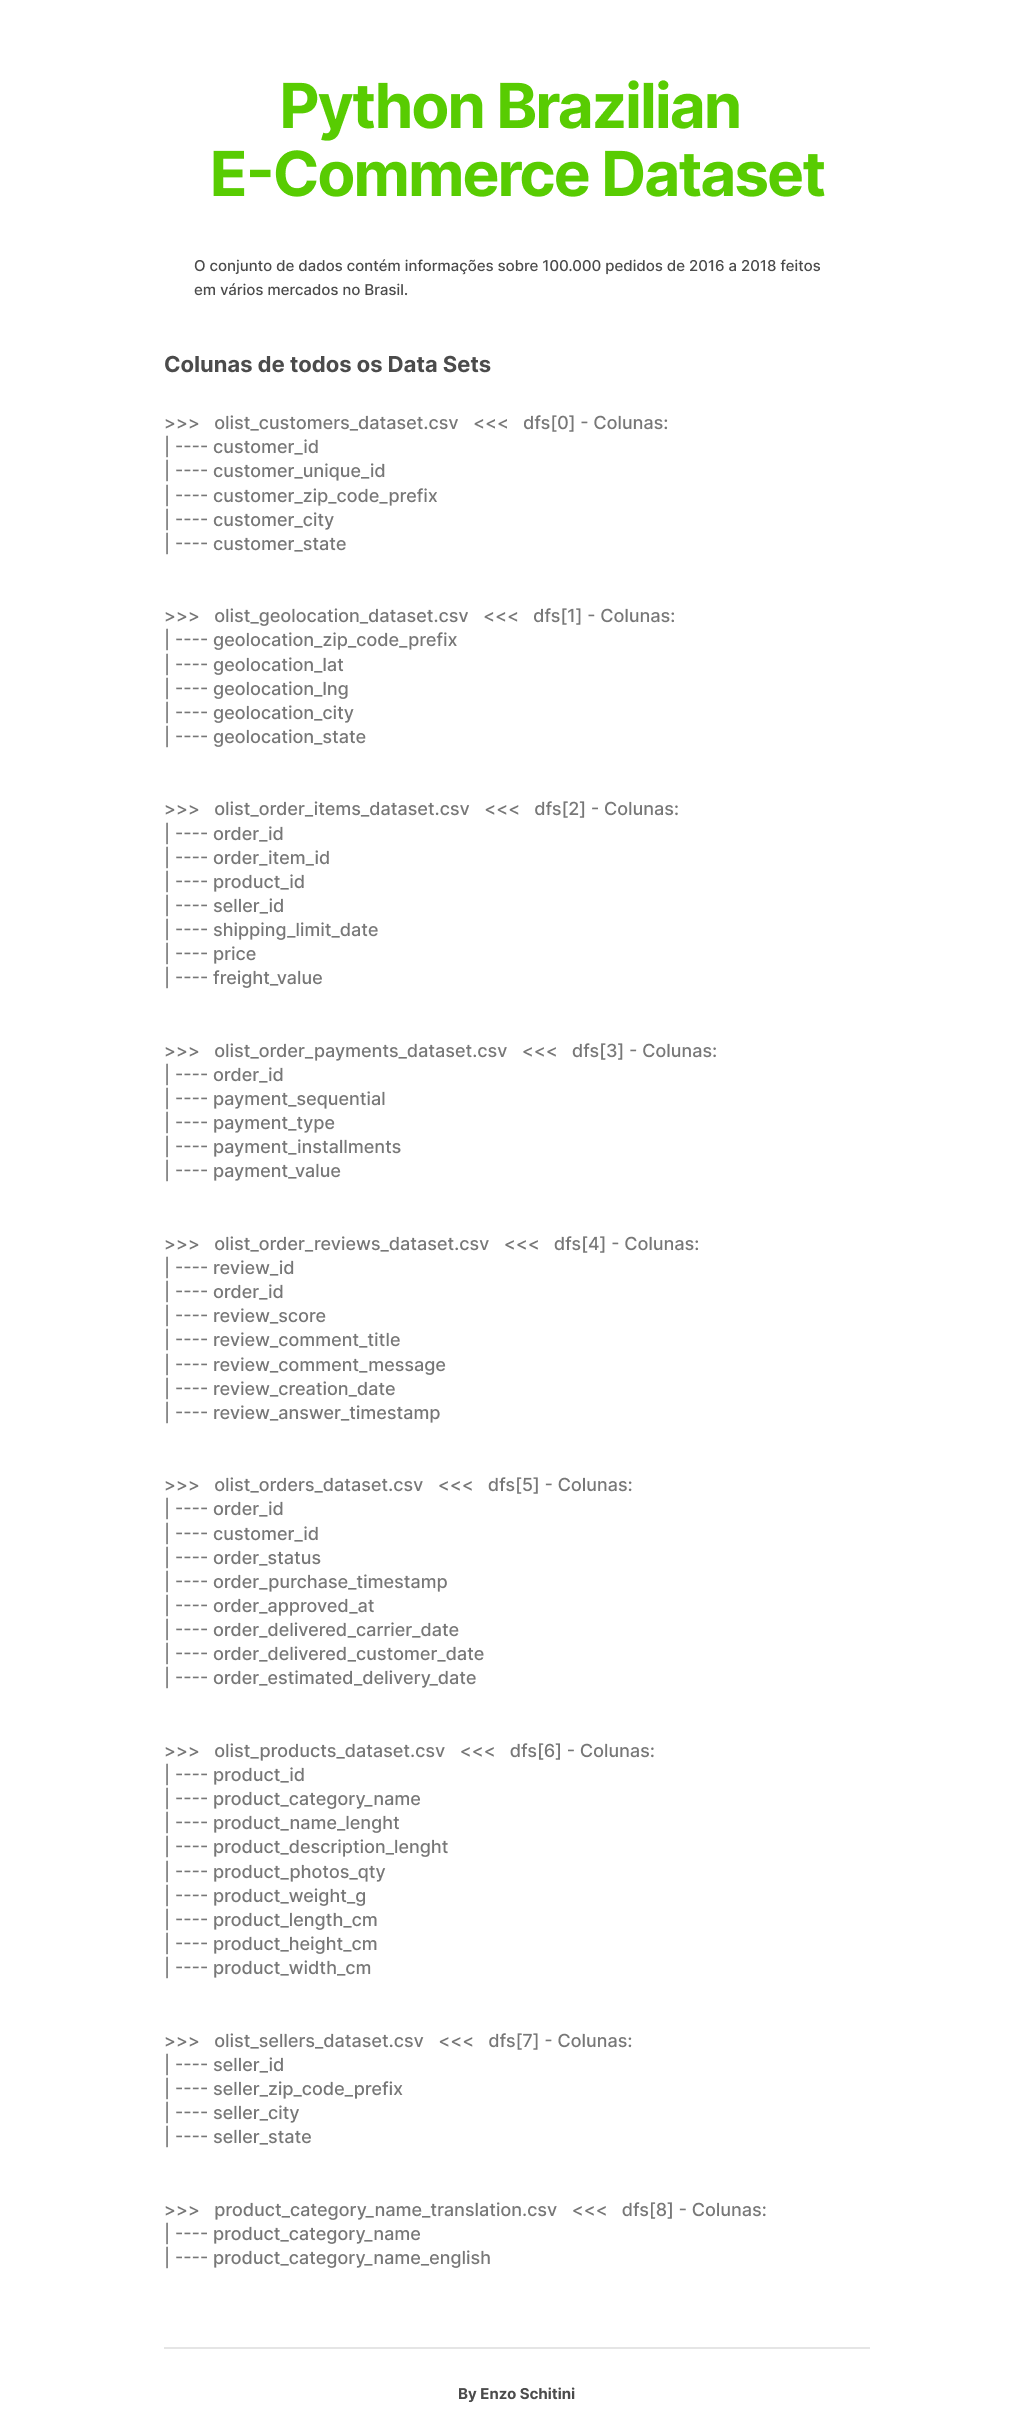 Python Brazilian
E-Commerce Dataset
O conjunto de dados contém informações sobre 100.000 pedidos de 2016 a 2018 feitos
em vários mercados no Brasil.
Colunas de todos os Data Sets
>>>   olist_customers_dataset.csv   <<<   dfs[0] - Colunas:
| ---- customer_id
| ---- customer_unique_id
| ---- customer_zip_code_prefix
| ---- customer_city
| ---- customer_state
>>>   olist_geolocation_dataset.csv   <<<   dfs[1] - Colunas:
| ---- geolocation_zip_code_prefix
| ---- geolocation_lat
| ---- geolocation_lng
| ---- geolocation_city
| ---- geolocation_state
>>>   olist_order_items_dataset.csv   <<<   dfs[2] - Colunas:
| ---- order_id
| ---- order_item_id
| ---- product_id
| ---- seller_id
| ---- shipping_limit_date
| ---- price
| ---- freight_value
>>>   olist_order_payments_dataset.csv   <<<   dfs[3] - Colunas:
| ---- order_id
| ---- payment_sequential
| ---- payment_type
| ---- payment_installments
| ---- payment_value
>>>   olist_order_reviews_dataset.csv   <<<   dfs[4] - Colunas:
| ---- review_id
| ---- order_id
| ---- review_score
| ---- review_comment_title
| ---- review_comment_message
| ---- review_creation_date
| ---- review_answer_timestamp
>>>   olist_orders_dataset.csv   <<<   dfs[5] - Colunas:
| ---- order_id
| ---- customer_id
| ---- order_status
| ---- order_purchase_timestamp
| ---- order_approved_at
| ---- order_delivered_carrier_date
| ---- order_delivered_customer_date
| ---- order_estimated_delivery_date
>>>   olist_products_dataset.csv   <<<   dfs[6] - Colunas:
| ---- product_id
| ---- product_category_name
| ---- product_name_lenght
| ---- product_description_lenght
| ---- product_photos_qty
| ---- product_weight_g
| ---- product_length_cm
| ---- product_height_cm
| ---- product_width_cm
>>>   olist_sellers_dataset.csv   <<<   dfs[7] - Colunas:
| ---- seller_id
| ---- seller_zip_code_prefix
| ---- seller_city
| ---- seller_state
>>>   product_category_name_translation.csv   <<<   dfs[8] - Colunas:
| ---- product_category_name
| ---- product_category_name_english
By Enzo Schitini